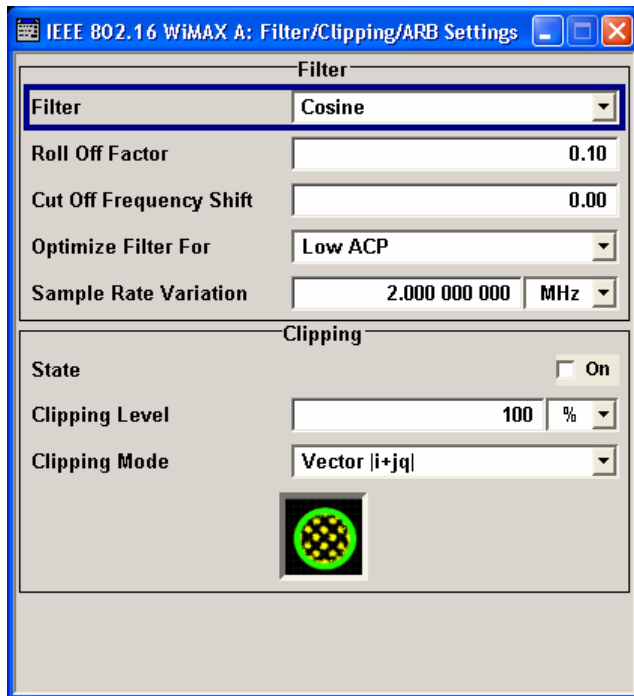 IEEE 802.16 WiMAX A: Filter/Clipping/ARB Settings
Filter
Filter Cosine
Roll Off Factor 0.10
Cut Off Frequency Shift 0.00
Optimize Filter For Low ACP
Sample Rate Variation 2.000 000 000 MHz
Clipping
State On
Clipping Level 100 %
Clipping Mode Vector |i+jq|